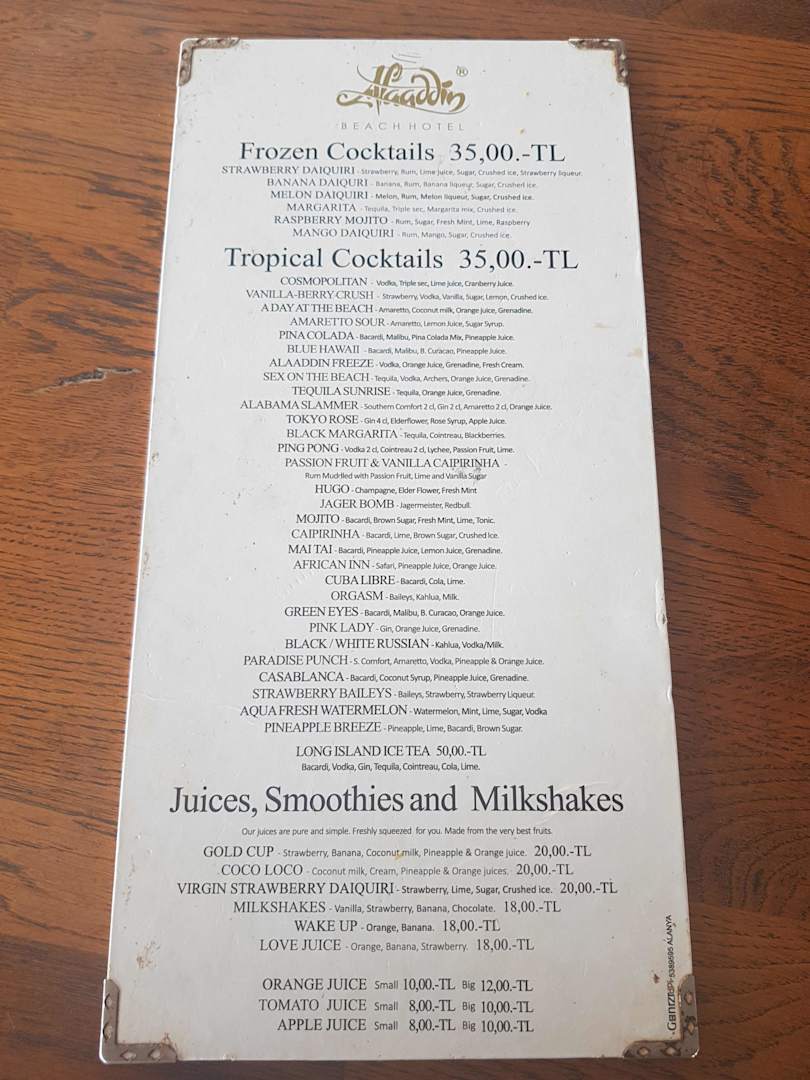 Alaaddin ®
BEACH HOTEL
Frozen Cocktails 35,00.-TL
STRAWBERRY DAIQUIRI - Strawberry, Rum, Lime juice, Sugar, Crushed ice, Strawberry liqueur.
BANANA DAIQURI - Banana, Rum, Banana liqueur, Sugar, Crushed ice.
MELON DAIQUIRI - Melon, Rum, Melon liqueur, Sugar, Crushed ice.
MARGARITA - Tequila, Triple sec, Margarita mix, Crushed ice.
RASPBERRY MOJITO - Rum, Sugar, Fresh Mint, Lime, Raspberry
MANGO DAIQUIRI - Rum, Mango, Sugar, Crushed ice.
Tropical Cocktails 35,00.-TL
COSMOPOLITAN - Vodka, Triple sec, Lime juice, Cranberry Juice.
VANILLA-BERRY CRUSH - Strawberry, Vodka, Vanilla, Sugar, Lemon, Crushed ice.
A DAY AT THE BEACH - Amaretto, Coconut milk, Orange juice, Grenadine.
AMARETTO SOUR - Amaretto, Lemon Juice, Sugar Syrup.
PINA COLADA - Bacardi, Malibu, Pina Colada Mix, Pineapple Juice.
BLUE HAWAII - Bacardi, Malibu, B. Curacao, Pineapple Juice.
ALAADDIN FREEZE - Vodka, Orange Juice, Grenadine, Fresh Cream.
SEX ON THE BEACH - Tequila, Vodka, Archers, Orange Juice, Grenadine.
TEQUILA SUNRISE - Tequila, Orange Juice, Grenadine.
ALABAMA SLAMMER - Southern Comfort 2 cl, Gin 2 cl, Amaretto 2 cl, Orange Juice.
TOKYO ROSE - Gin 4 cl, Elderflower, Rose Syrup, Apple Juice.
BLACK MARGARITA - Tequila, Cointreau, Blackberries.
PING PONG - Vodka 2 cl, Cointreau 2 cl, Lychee, Passion Fruit, Lime.
PASSION FRUIT & VANILLA CAIPIRINHA -
Rum Mudrlled with Passion Fruit, Lime and Vanilla Sugar
HUGO - Champagne, Elder Flower, Fresh Mint
JAGER BOMB - Jagermeister, Redbull.
MOJITO - Bacardi, Brown Sugar, Fresh Mint, Lime, Tonic.
CAIPIRINHA - Bacardi, Lime, Brown Sugar, Crushed Ice.
MAI TAI - Bacardi, Pineapple Juice, Lemon Juice, Grenadine.
AFRICAN INN - Safari, Pineapple Juice, Orange Juice.
CUBA LIBRE - Bacardi, Cola, Lime.
ORGASM - Baileys, Kahlua, Milk.
GREEN EYES - Bacardi, Malibu, B. Curacao, Orange Juice.
PINK LADY - Gin, Orange Juice, Grenadine.
BLACK / WHITE RUSSIAN - Kahlua, Vodka/Milk.
PARADISE PUNCH - S. Comfort, Amaretto, Vodka, Pineapple & Orange Juice.
CASABLANCA - Bacardi, Coconut Syrup, Pineapple Juice, Grenadine.
STRAWBERRY BAILEYS - Baileys, Strawberry, Strawberry Liqueur.
AQUA FRESH WATERMELON - Watermelon, Mint, Lime, Sugar, Vodka
PINEAPPLE BREEZE - Pineapple, Lime, Bacardi, Brown Sugar.
LONG ISLAND ICE TEA 50,00.-TL
Bacardi, Vodka, Gin, Tequila, Cointreau, Cola, Lime.
Juices, Smoothies and Milkshakes
Our juices are pure and simple. Freshly squeezed for you. Made from the very best fruits.
GOLD CUP - Strawberry, Banana, Coconut milk, Pineapple & Orange juice. 20,00.-TL
COCO LOCO - Coconut milk, Cream, Pineapple & Orange juices. 20,00.-TL
VIRGIN STRAWBERRY DAIQUIRI - Strawberry, Lime, Sugar, Crushed ice. 20,00.-TL
MILKSHAKES - Vanilla, Strawberry, Banana, Chocolate. 18,00.-TL
WAKE UP - Orange, Banana. 18,00.-TL
LOVE JUICE - Orange, Banana, Strawberry. 18,00.-TL
ORANGE JUICE Small 10,00.-TL Big 12,00.-TL
TOMATO JUICE Small 8,00.-TL Big 10,00.-TL
APPLE JUICE Small 8,00.-TL Big 10,00.-TL
5389595 ALANYA